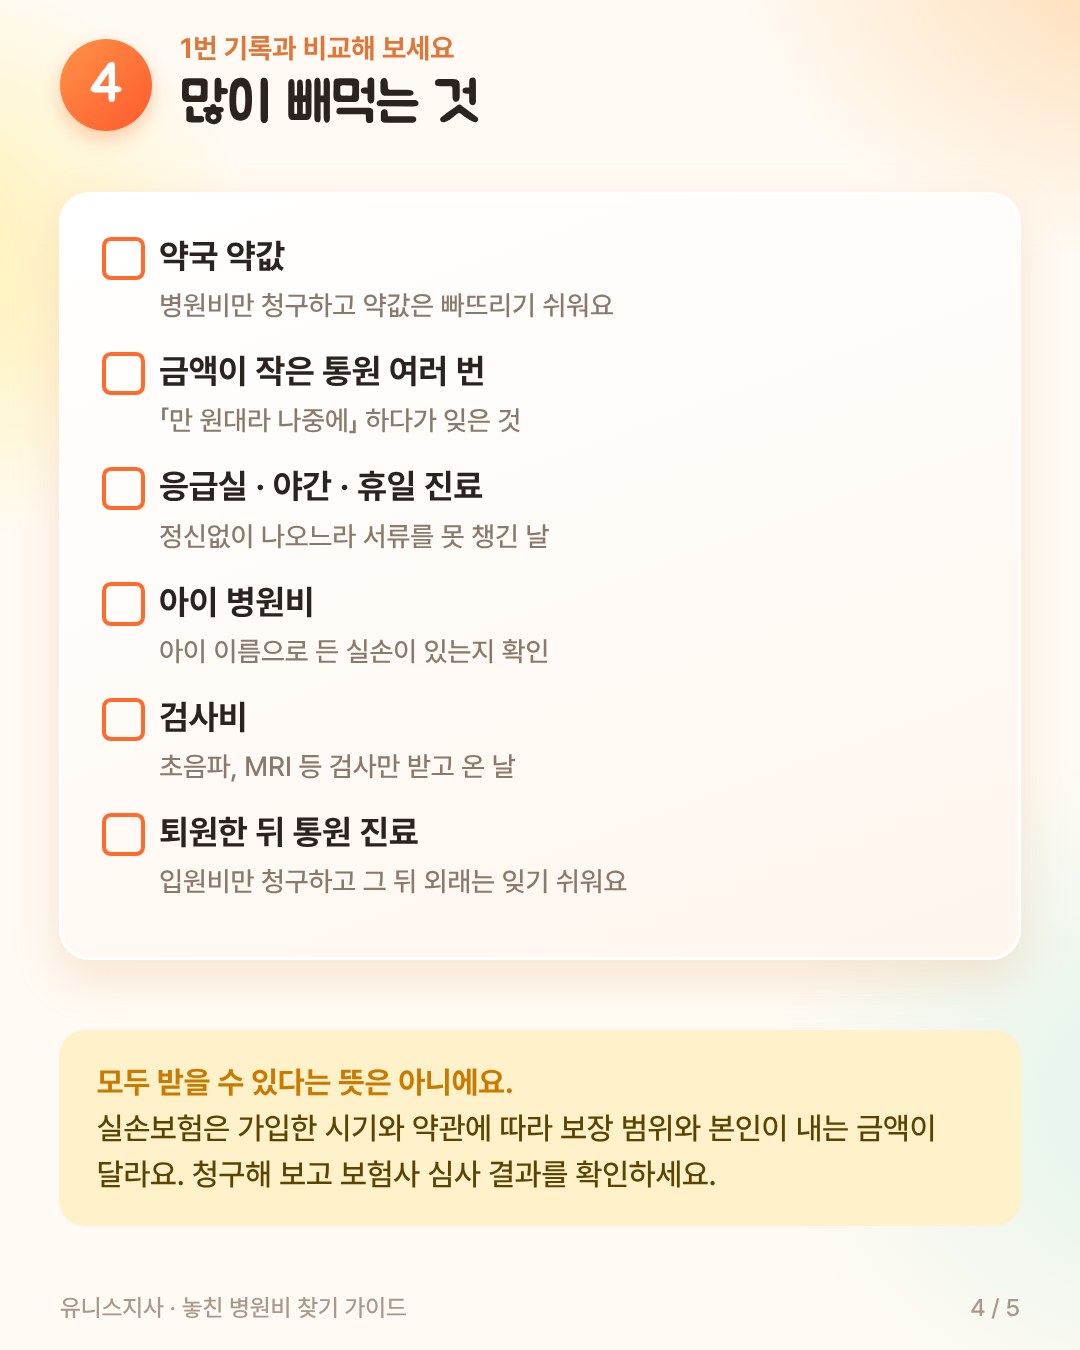 4
1번 기록과 비교해 보세요
많이 빼먹는 것
약국 약값
병원비만 청구하고 약값은 빠뜨리기 쉬워요
금액이 작은 통원 여러 번
「만 원대라 나중에」 하다가 잊은 것
응급실 · 야간 · 휴일 진료
정신없이 나오느라 서류를 못 챙긴 날
아이 병원비
아이 이름으로 든 실손이 있는지 확인
검사비
초음파, MRI 등 검사만 받고 온 날
퇴원한 뒤 통원 진료
입원비만 청구하고 그 뒤 외래는 잊기 쉬워요
모두 받을 수 있다는 뜻은 아니에요.
실손보험은 가입한 시기와 약관에 따라 보장 범위와 본인이 내는 금액이
달라요. 청구해 보고 보험사 심사 결과를 확인하세요.
유니스지사 · 놓친 병원비 찾기 가이드
4 / 5